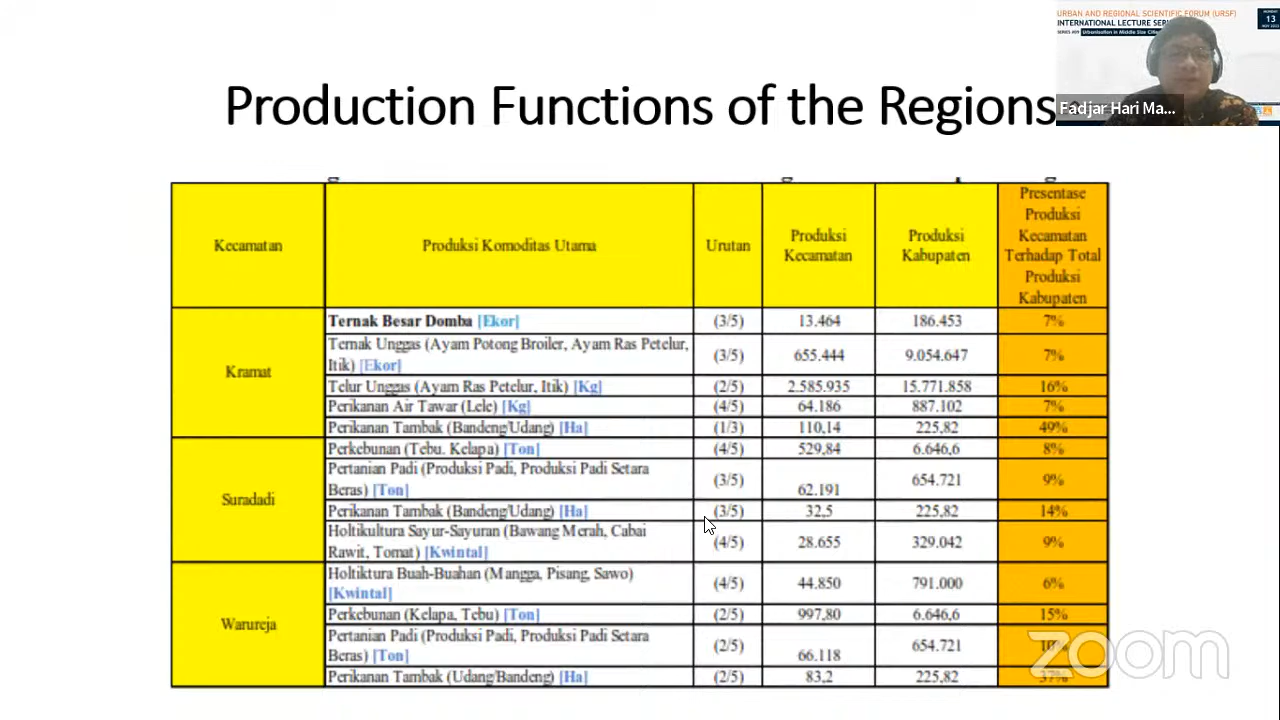 URBAN AND REGIONAL SCIENTIFIC FORUM (URSF)
INTERNATIONAL LECTURE SERI
SERIES #09 Urbanisation in Middle Size Citie
13
NOV 2023
Fadjar Hari Ma...
Production Functions of the Regions
Kecamatan
Produksi Komoditas Utama
Urutan
Produksi
Kecamatan
Produksi
Kabupaten
Presentase
Produksi
Kecamatan
Terhadap Total
Produksi
Kabupaten
Kramat
Ternak Besar Domba [Ekor] (3/5) 13.464 186.453 7%
Ternak Unggas (Ayam Potong Broiler, Ayam Ras Petelur,
Itik) [Ekor] (3/5) 655.444 9.054.647 7%
Telur Unggas (Ayam Ras Petelur, Itik) [Kg] (2/5) 2.585.935 15.771.858 16%
Perikanan Air Tawar (Lele) [Kg] (4/5) 64.186 887.102 7%
Perikanan Tambak (Bandeng/Udang) [Ha] (1/3) 110,14 225,82 49%
Suradadi
Perkebunan (Tebu. Kelapa) [Ton] (4/5) 529,84 6.646,6 8%
Pertanian Padi (Produksi Padi, Produksi Padi Setara
Beras) [Ton] (3/5) 62.191 654.721 9%
Perikanan Tambak (Bandeng/Udang) [Ha] (3/5) 32,5 225,82 14%
Holtikultura Sayur-Sayuran (Bawang Merah, Cabai
Rawit, Tomat) [Kwintal] (4/5) 28.655 329.042 9%
Warureja
Holtiktura Buah-Buahan (Mangga, Pisang, Sawo)
[Kwintal] (4/5) 44.850 791.000 6%
Perkebunan (Kelapa, Tebu) [Ton] (2/5) 997,80 6.646,6 15%
Pertanian Padi (Produksi Padi, Produksi Padi Setara
Beras) [Ton] (2/5) 66.118 654.721 10%
Perikanan Tambak (Udang/Bandeng) [Ha] (2/5) 83,2 225,82 37%
zoom